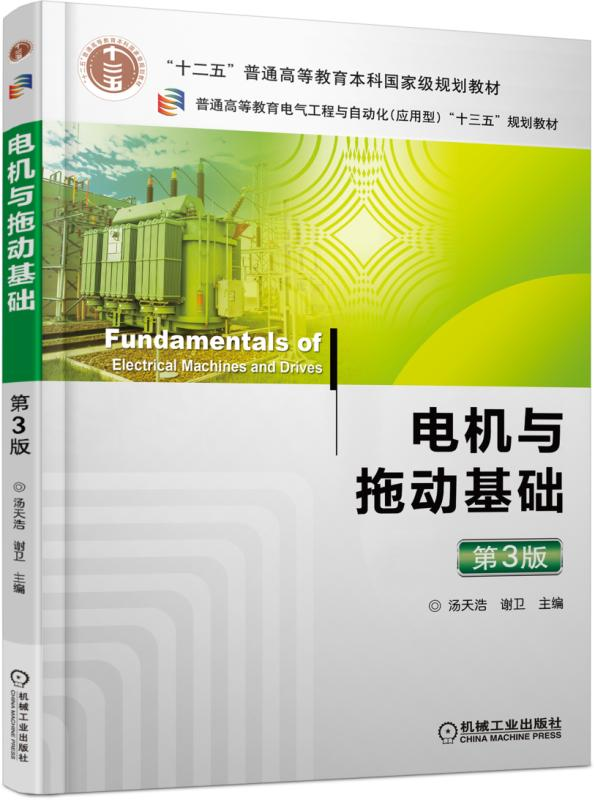 “十二五”普通高等教育本科国家级规划教材
普通高等教育电气工程与自动化（应用型）“十三五”规划教材
Fundamentals of
Electrical Machines and Drives
电机与
拖动基础
第3版
◎ 汤天浩 谢卫 主编
机械工业出版社
CHINA MACHINE PRESS
电机与拖动基础
第3版
◎ 汤天浩 谢卫 主编
机械工业出版社
CHINA MACHINE PRESS